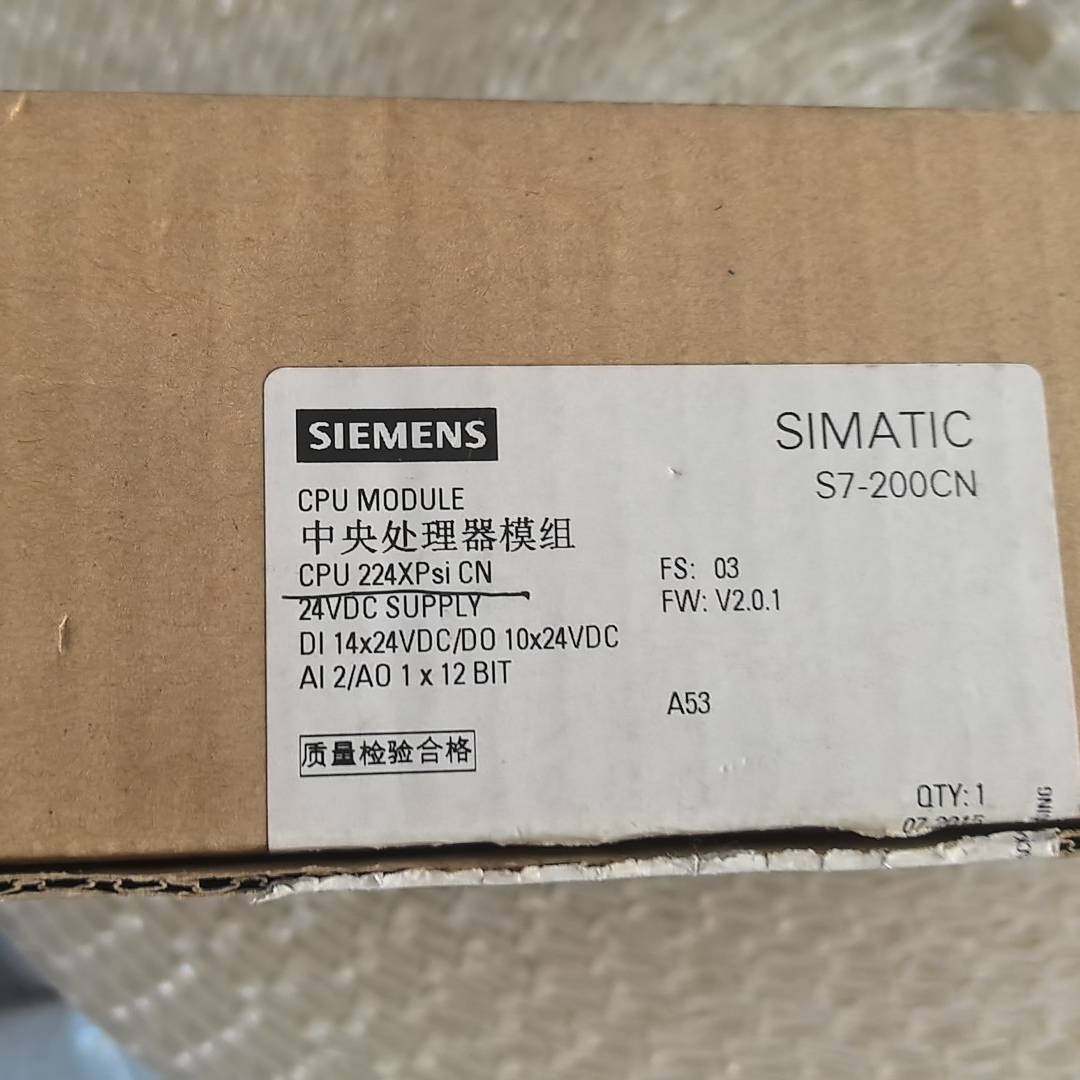 SIEMENS
SIMATIC
S7-200CN
CPU MODULE
中央处理器模组
CPU 224XPsi CN
FS: 03
24VDC SUPPLY
FW: V2.0.1
DI 14x24VDC/DO 10x24VDC
AI 2/AO 1 x 12 BIT
A53
质量检验合格
QTY: 1